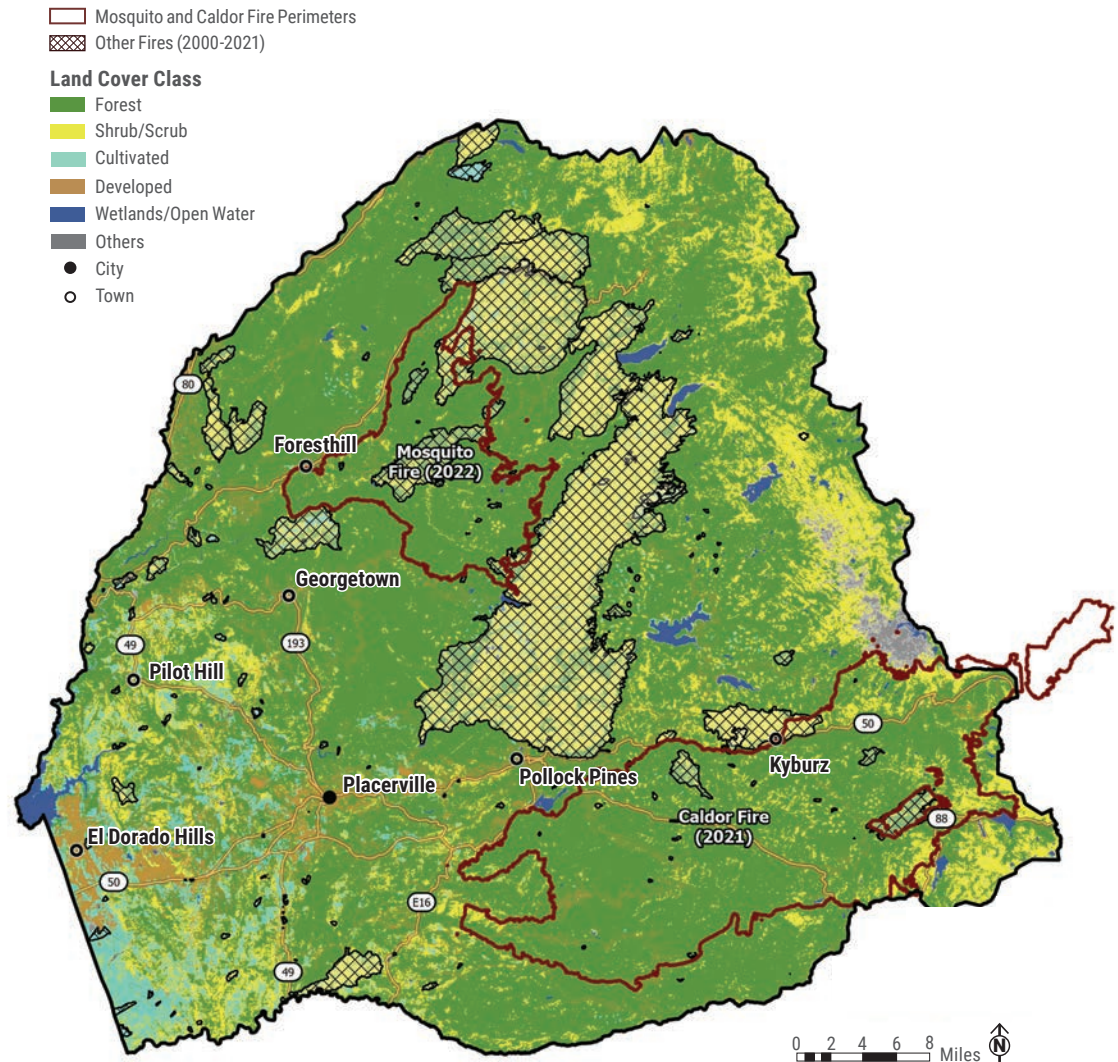 Mosquito and Caldor Fire Perimeters
Other Fires (2000-2021)
Land Cover Class
Forest
Shrub/Scrub
Cultivated
Developed
Wetlands/Open Water
Others
City
Town
80
Foresthill
Mosquito
Fire (2022)
Georgetown
49
193
Pilot Hill
50
Kyburz
Pollock Pines
Placerville
Caldor Fire
(2021)
88
El Dorado Hills
50
E16
49
0 2 4 6 8
Miles
N